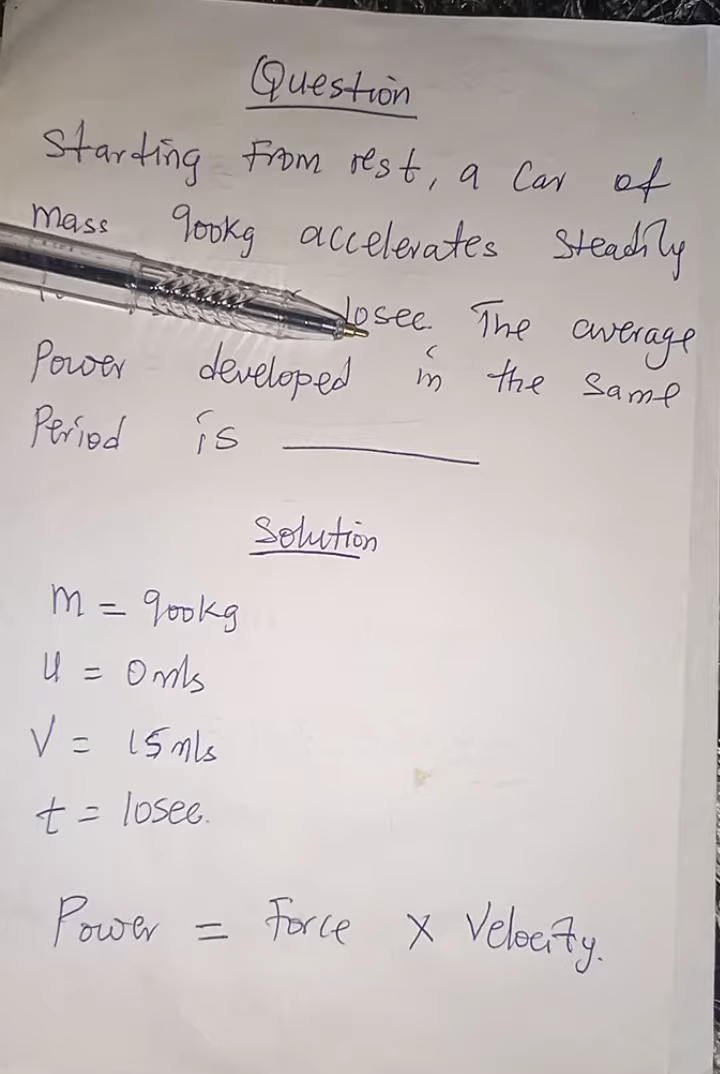 Question
Starting From rest, a Car of
mass 900kg accelerates steadily
10sec. The average
Power developed in the same
Period is
Solution
m = 900kg
u = 0m/s
V = 15m/s
t = 10sec.
Power = Force x Velocity.